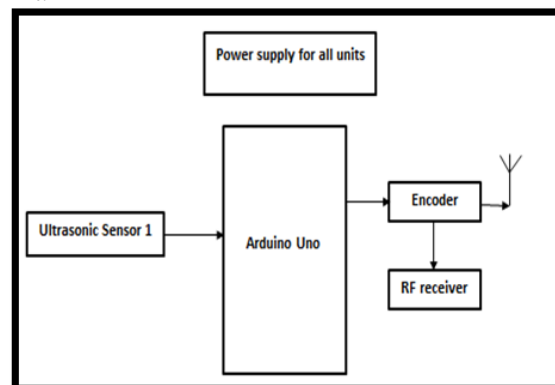 Power supply for all units
Encoder
Ultrasonic Sensor 1
Arduino Uno
RF receiver